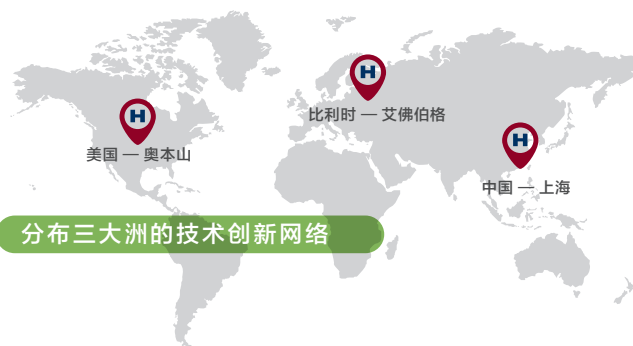 H
比利时 — 艾佛伯格
H
美国 — 奥本山
H
中国 — 上海
分布三大洲的技术创新网络